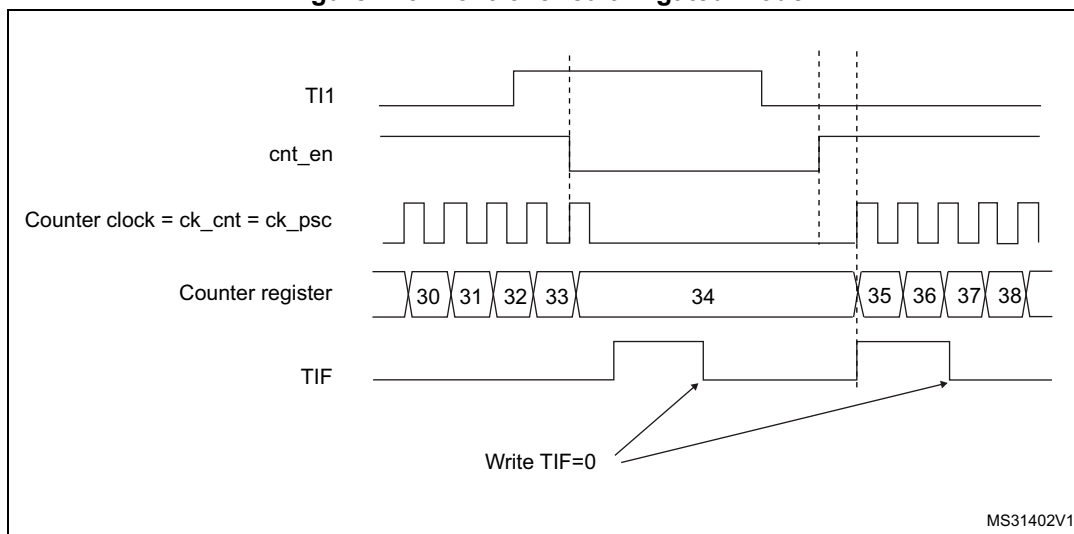 TI1
cnt_en
Counter clock = ck_cnt = ck_psc
Counter register
30 31 32 33 34 35 36 37 38
TIF
Write TIF=0
MS31402V1